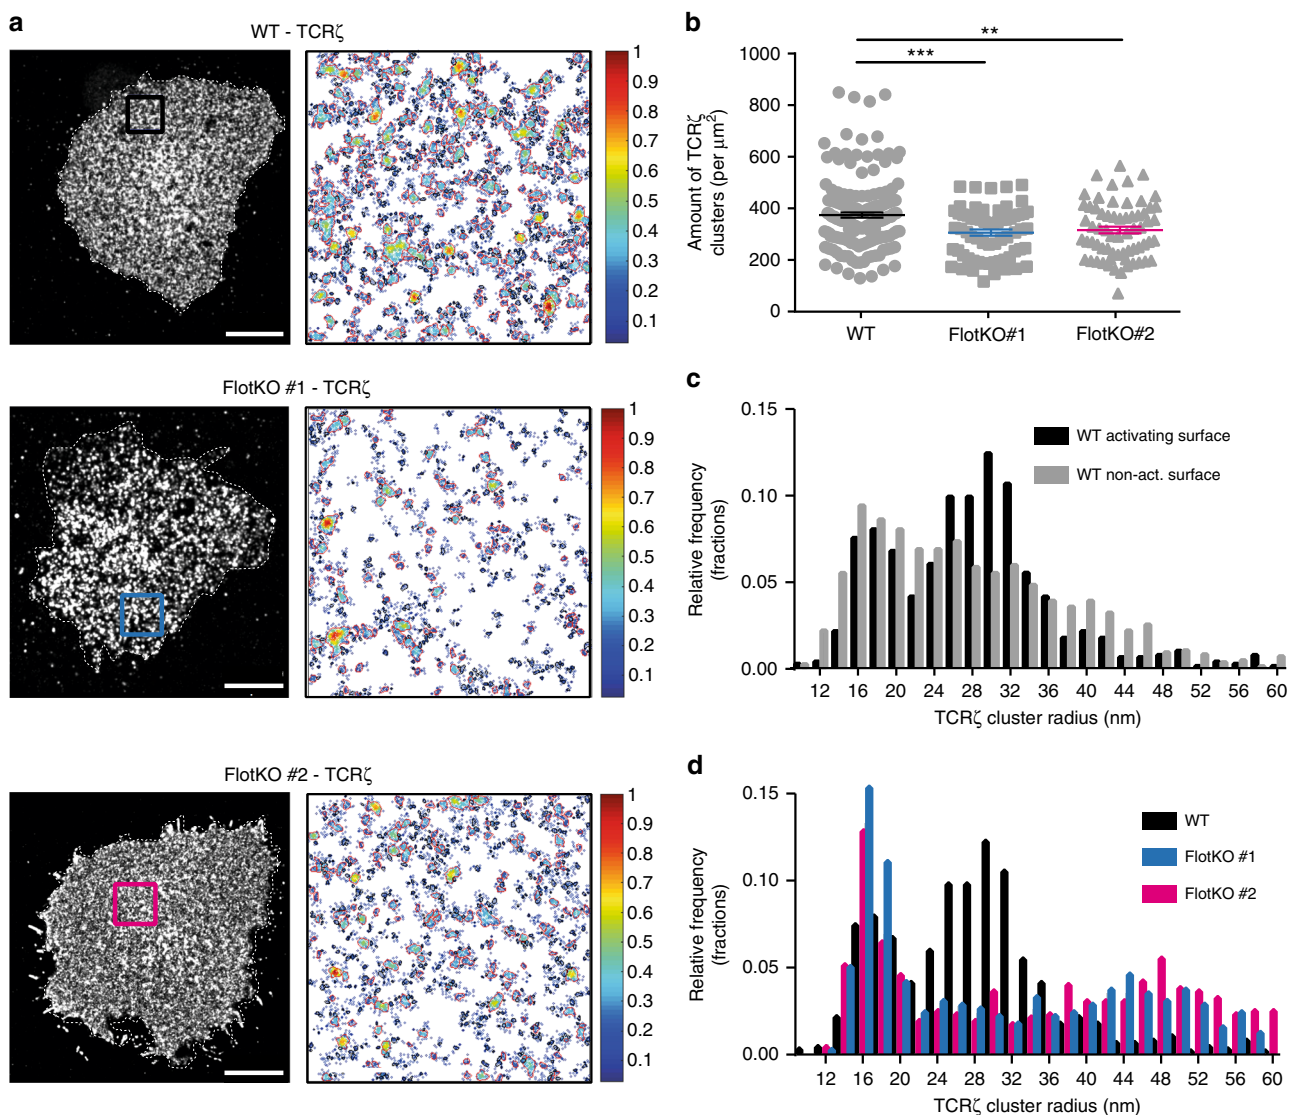 a
WT - TCRζ
1
0.9
0.8
0.7
0.6
0.5
0.4
0.3
0.2
0.1
FlotKO #1 - TCRζ
1
0.9
0.8
0.7
0.6
0.5
0.4
0.3
0.2
0.1
FlotKO #2 - TCRζ
1
0.9
0.8
0.7
0.6
0.5
0.4
0.3
0.2
0.1
b
**
***
Amount of TCRζ
clusters (per μm²)
1000
800
600
400
200
0
WT FlotKO#1 FlotKO#2
c
WT activating surface
WT non-act. surface
Relative frequency
(fractions)
0.15
0.10
0.05
0.00
12 16 20 24 28 32 36 40 44 48 52 56 60
TCRζ cluster radius (nm)
d
WT
FlotKO #1
FlotKO #2
Relative frequency
(fractions)
0.15
0.10
0.05
0.00
12 16 20 24 28 32 36 40 44 48 52 56 60
TCRζ cluster radius (nm)